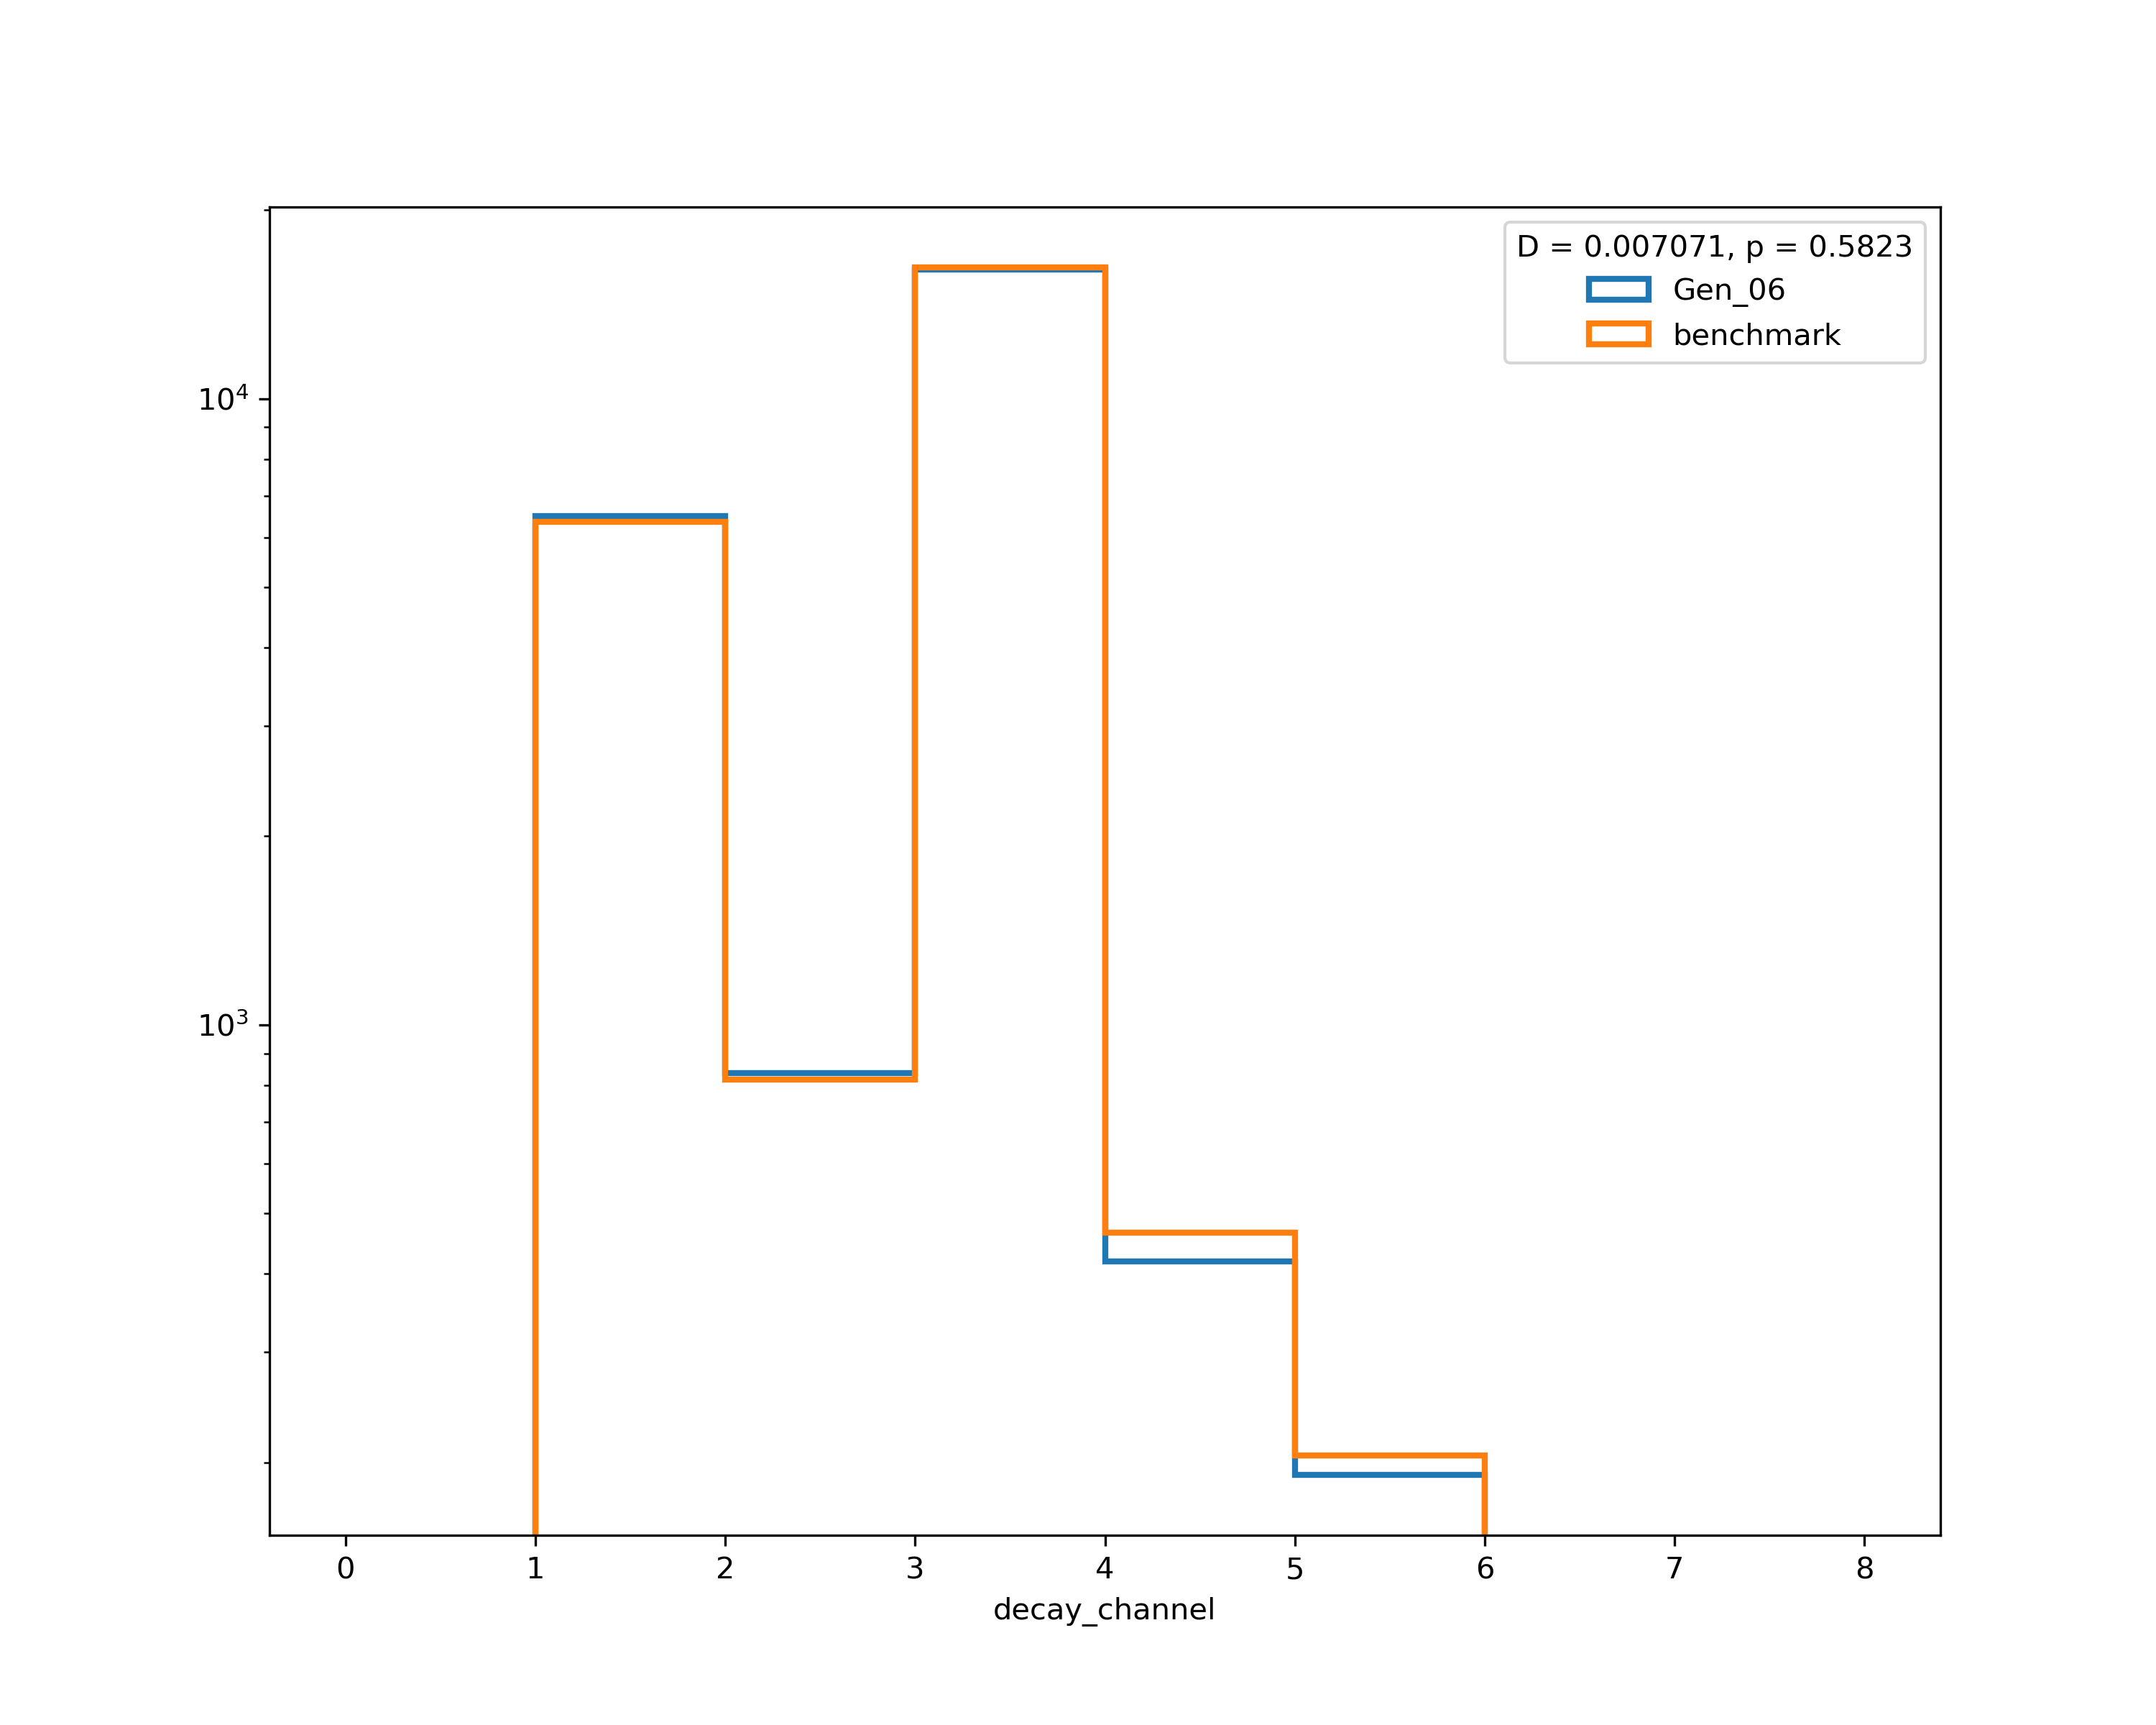 D = 0.007071, p = 0.5823
Gen_06
benchmark
10⁴
10³
0 1 2 3 4 5 6 7 8
decay_channel